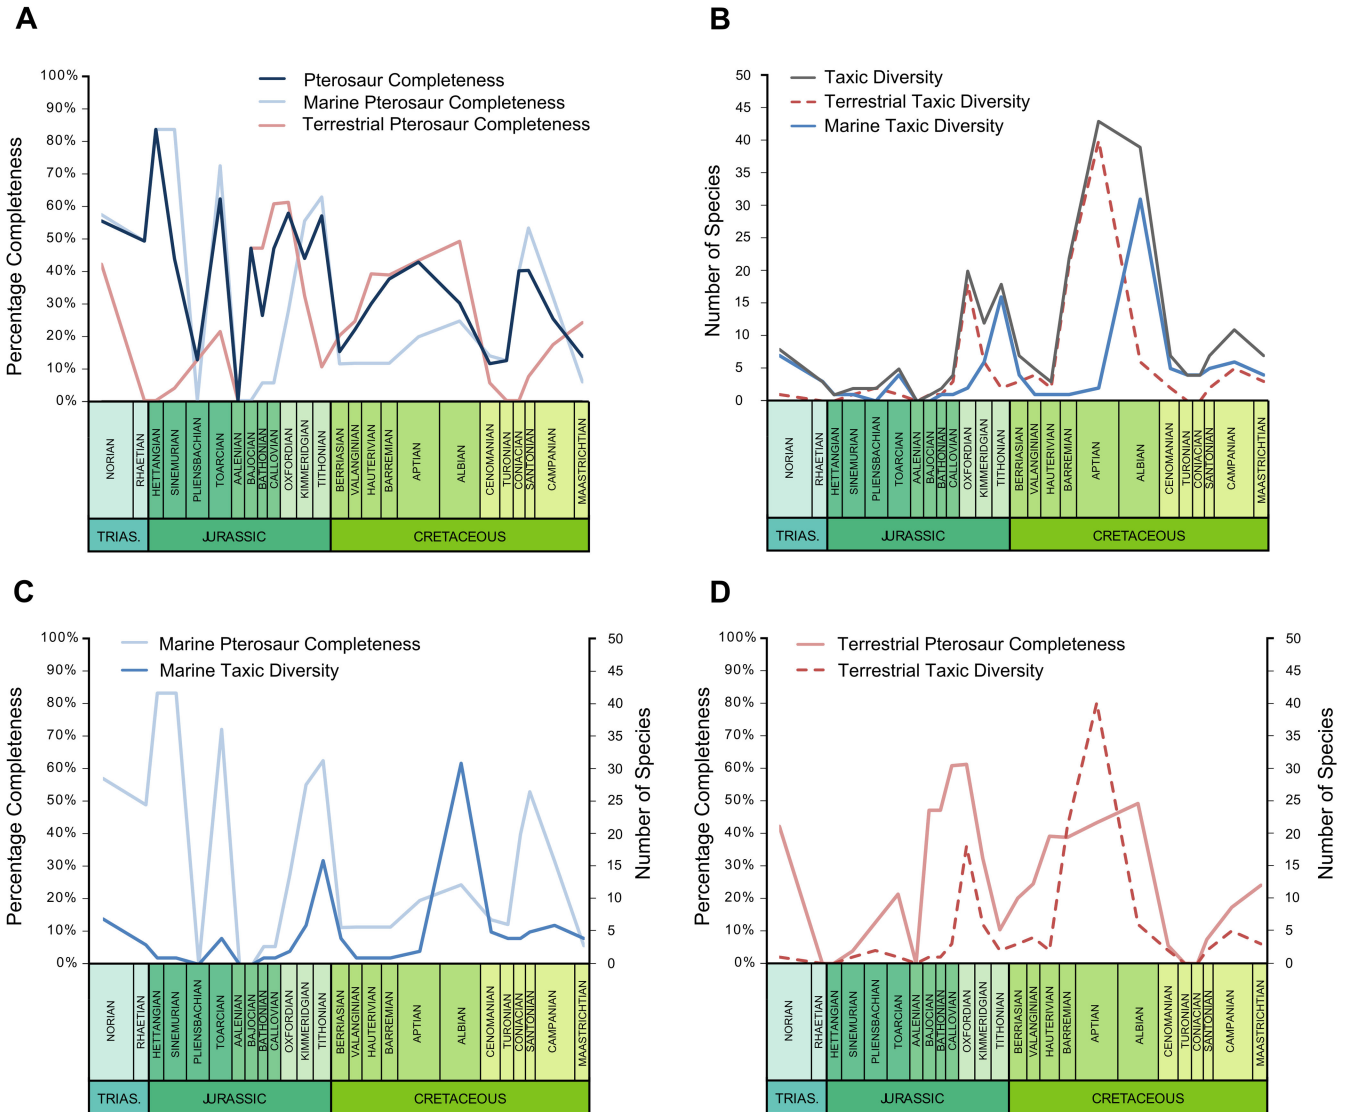 A
100%
90%
80%
70%
60%
50%
40%
30%
20%
10%
0%
Percentage Completeness
Pterosaur Completeness
Marine Pterosaur Completeness
Terrestrial Pterosaur Completeness
NORIAN
RHAETIAN
HETTANGIAN
SINEMURIAN
PLIENSBACHIAN
TOARCIAN
AALENIAN
BAJOCIAN
BATHONIAN
CALLOVIAN
OXFORDIAN
KIMMERIDGIAN
TITHONIAN
BERRIASIAN
VALANGINIAN
HAUTERIVIAN
BARREMIAN
APTIAN
ALBIAN
CENOMANIAN
TURONIAN
CONIACIAN
SANTONIAN
CAMPANIAN
MAASTRICHTIAN
TRIAS.
JURASSIC
CRETACEOUS
B
50
45
40
35
30
25
20
15
10
5
0
Number of Species
Taxic Diversity
Terrestrial Taxic Diversity
Marine Taxic Diversity
NORIAN
RHAETIAN
HETTANGIAN
SINEMURIAN
PLIENSBACHIAN
TOARCIAN
AALENIAN
BAJOCIAN
BATHONIAN
CALLOVIAN
OXFORDIAN
KIMMERIDGIAN
TITHONIAN
BERRIASIAN
VALANGINIAN
HAUTERIVIAN
BARREMIAN
APTIAN
ALBIAN
CENOMANIAN
TURONIAN
CONIACIAN
SANTONIAN
CAMPANIAN
MAASTRICHTIAN
TRIAS.
JURASSIC
CRETACEOUS
C
100%
90%
80%
70%
60%
50%
40%
30%
20%
10%
0%
Percentage Completeness
Marine Pterosaur Completeness
Marine Taxic Diversity
50
45
40
35
30
25
20
15
10
5
0
Number of Species
NORIAN
RHAETIAN
HETTANGIAN
SINEMURIAN
PLIENSBACHIAN
TOARCIAN
AALENIAN
BAJOCIAN
BATHONIAN
CALLOVIAN
OXFORDIAN
KIMMERIDGIAN
TITHONIAN
BERRIASIAN
VALANGINIAN
HAUTERIVIAN
BARREMIAN
APTIAN
ALBIAN
CENOMANIAN
TURONIAN
CONIACIAN
SANTONIAN
CAMPANIAN
MAASTRICHTIAN
TRIAS.
JURASSIC
CRETACEOUS
D
100%
90%
80%
70%
60%
50%
40%
30%
20%
10%
0%
Percentage Completeness
Terrestrial Pterosaur Completeness
Terrestrial Taxic Diversity
50
45
40
35
30
25
20
15
10
5
0
Number of Species
NORIAN
RHAETIAN
HETTANGIAN
SINEMURIAN
PLIENSBACHIAN
TOARCIAN
AALENIAN
BAJOCIAN
BATHONIAN
CALLOVIAN
OXFORDIAN
KIMMERIDGIAN
TITHONIAN
BERRIASIAN
VALANGINIAN
HAUTERIVIAN
BARREMIAN
APTIAN
ALBIAN
CENOMANIAN
TURONIAN
CONIACIAN
SANTONIAN
CAMPANIAN
MAASTRICHTIAN
TRIAS.
JURASSIC
CRETACEOUS